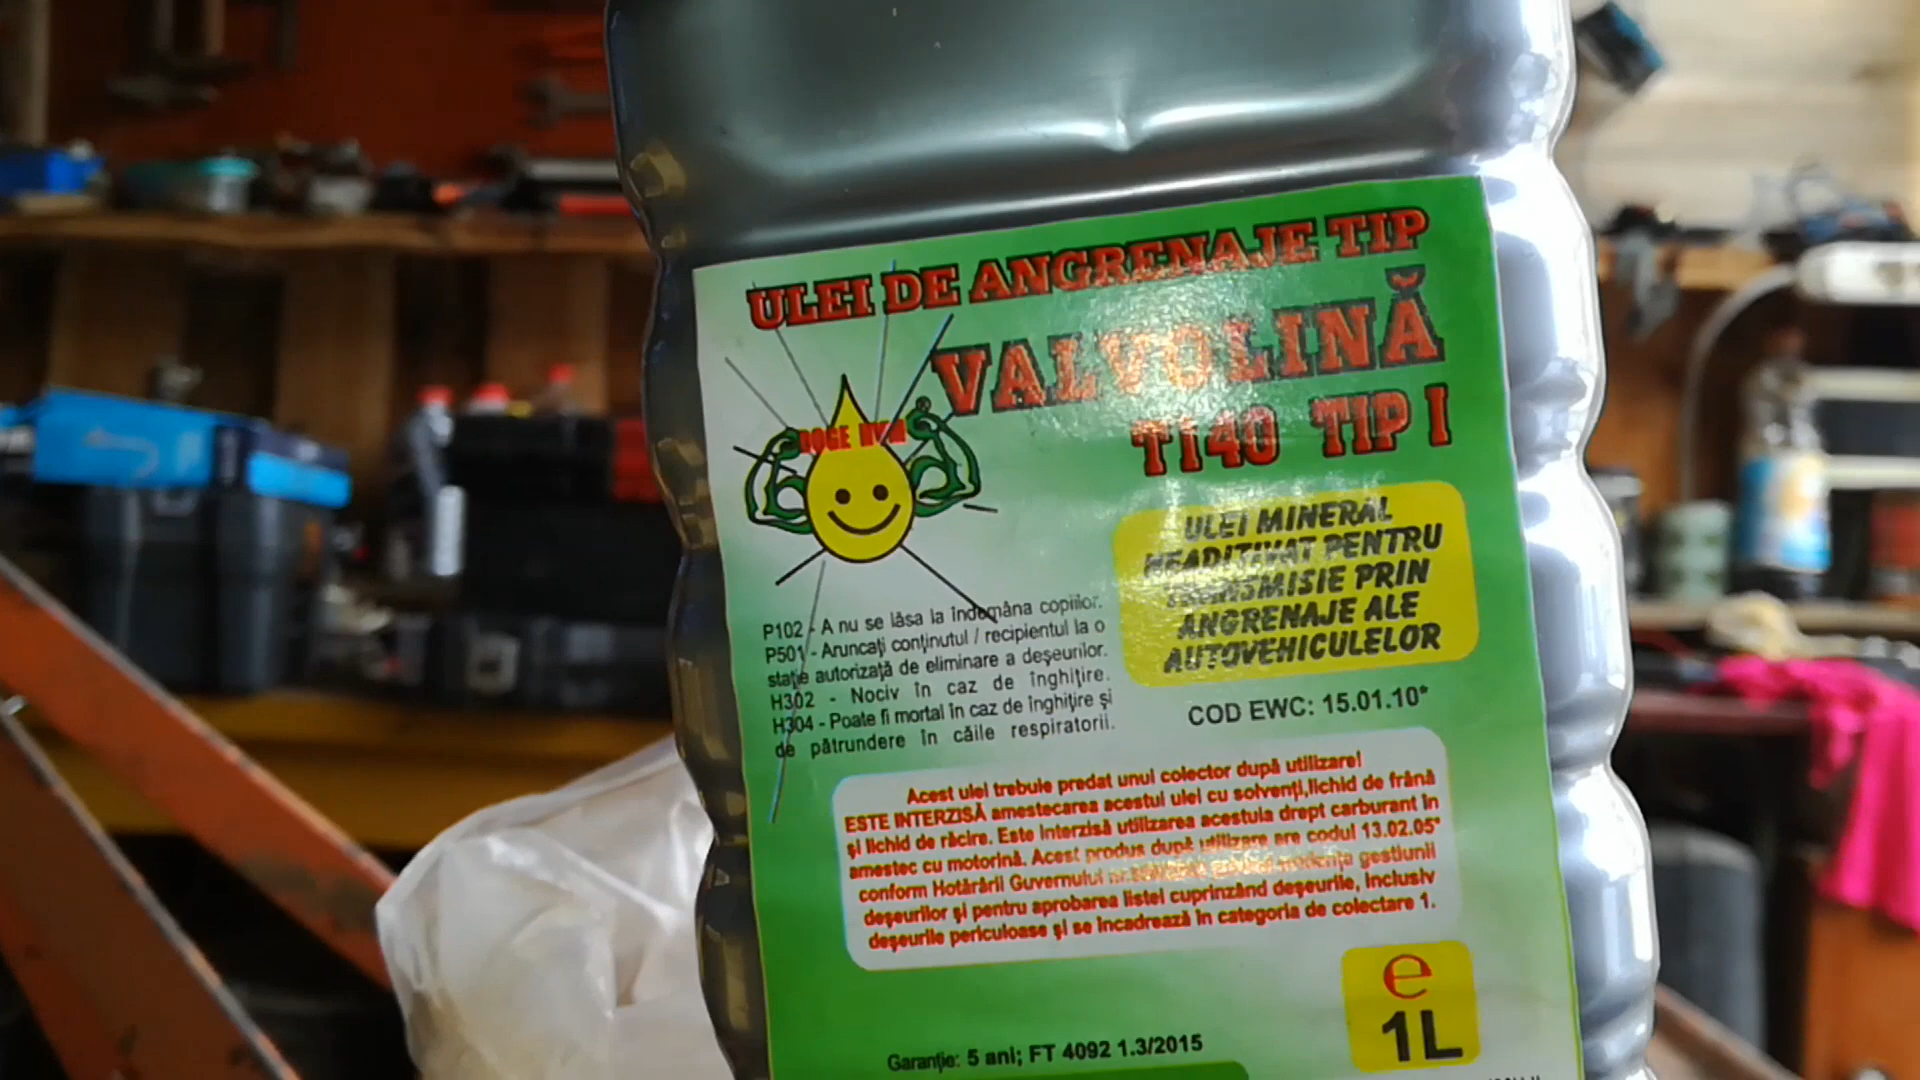 ULEI DE ANGRENAJE TIP
VALVOLINĂ
T140 TIP I
ULEI MINERAL
NEADITIVAT PENTRU
TRANSMISIE PRIN
ANGRENAJE ALE
AUTOVEHICULELOR
P102 - A nu se lăsa la îndemâna copiilor.
P501 - Aruncaţi conţinutul / recipientul la o
staţie autorizaţă de eliminare a deşeurilor.
H302 - Nociv în caz de înghiţire.
H304 - Poate fi mortal în caz de înghiţire şi
de pătrundere în căile respiratorii.
COD EWC: 15.01.10*
Acest ulei trebuie predat unui colector după utilizare!
ESTE INTERZISĂ amestecarea acestui ulei cu solvenţi,lichid de frână
şi lichid de răcire. Este interzisă utilizarea acestuia drept carburant în
amestec cu motorină. Acest produs după utilizare are codul 13.02.05*
conform Hotărârii Guvernului gestiunii
deşeurilor şi pentru aprobarea listei cuprinzând deşeurile, inclusiv
deşeurile periculoase şi se încadrează în categoria de colectare 1.
e
1L
Garanţie: 5 ani; FT 4092 1.3/2015